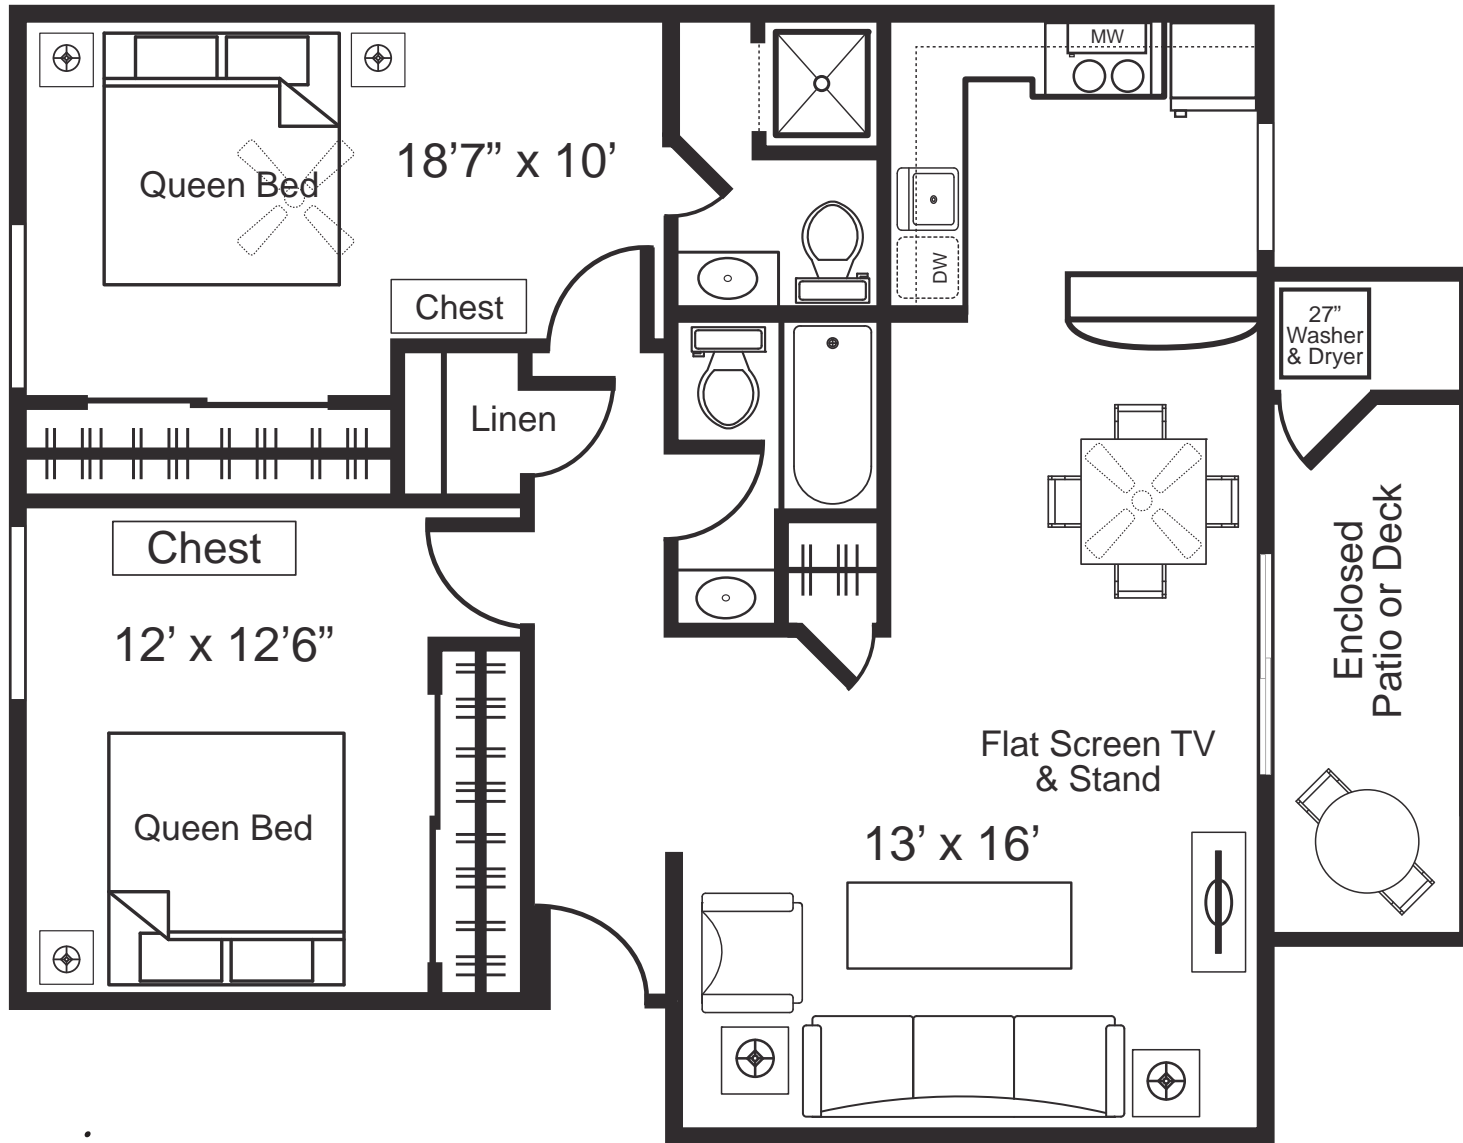 MW
18’7” x 10’
Queen Bed
DW
Chest
27”
Washer
& Dryer
Linen
Chest
12’ x 12’6”
Enclosed
Patio or Deck
Flat Screen TV
& Stand
Queen Bed
13’ x 16’